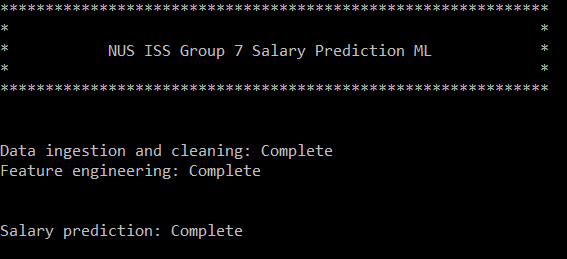 *************************************************************
* *
* NUS ISS Group 7 Salary Prediction ML *
* *
*************************************************************
Data ingestion and cleaning: Complete
Feature engineering: Complete
Salary prediction: Complete